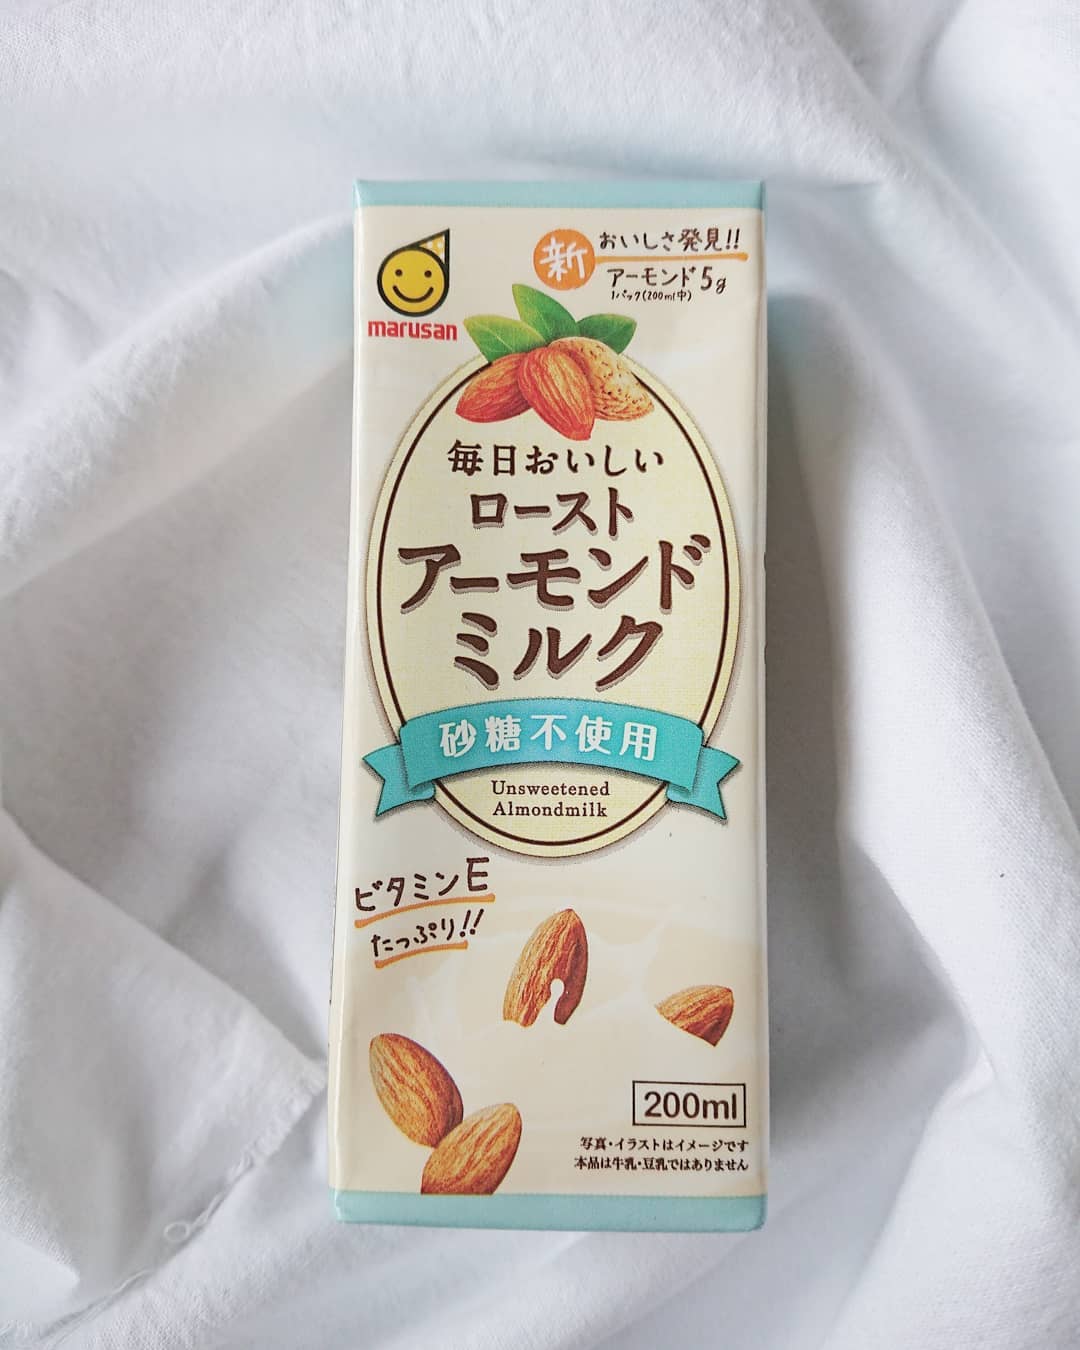 marusan
新
おいしさ発見!!
アーモンド5g
1パック(200ml中)
毎日おいしい
ロースト
アーモンド
ミルク
砂糖不使用
Unsweetened
Almondmilk
ビタミンE
たっぷり!!
200ml
写真・イラストはイメージです
本品は牛乳・豆乳ではありません